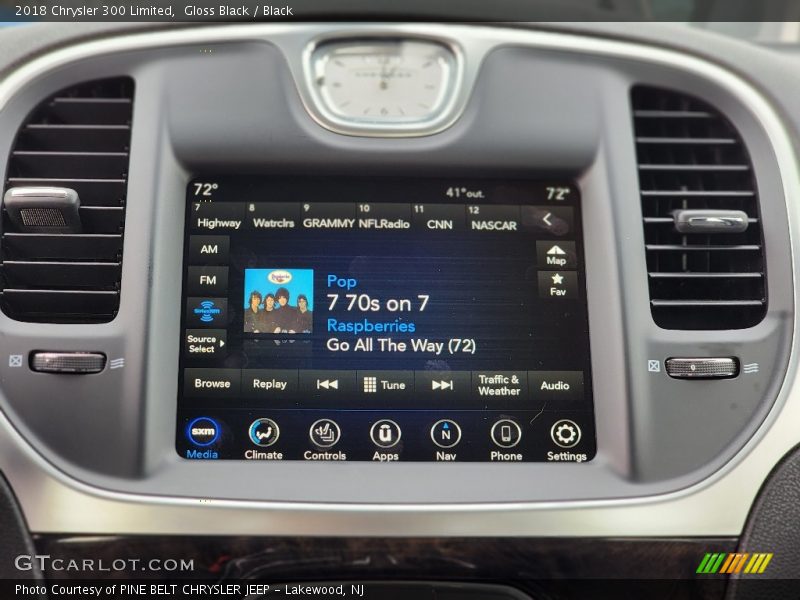 2018 Chrysler 300 Limited,  Gloss Black / Black
72°
41°out.
72°
7 Highway
8 Watrclrs
9 GRAMMY
10 NFLRadio
11 CNN
12 NASCAR
AM
Map
FM
Fav
SiriusXM
Source Select
Pop
7 70s on 7
Raspberries
Go All The Way (72)
Browse
Replay
Tune
Traffic & Weather
Audio
sxm
N
Media
Climate
Controls
Apps
Nav
Phone
Settings
GTCARLOT.COM
Photo Courtesy of PINE BELT CHRYSLER JEEP – Lakewood, NJ